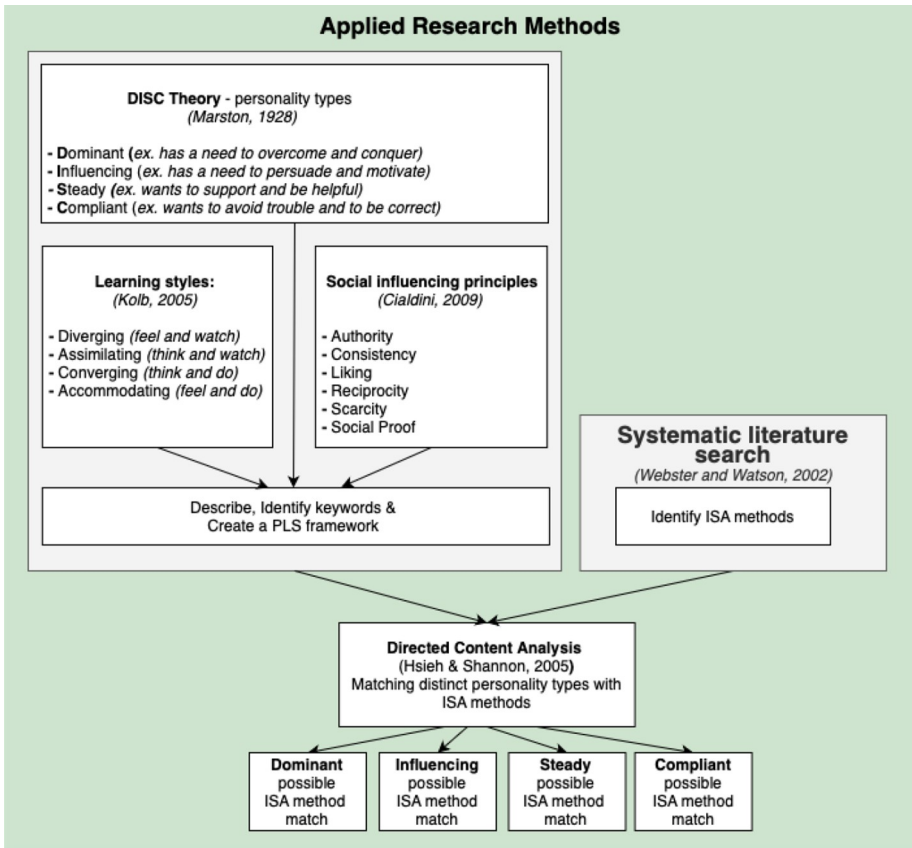 Applied Research Methods
DISC Theory - personality types
(Marston, 1928)
- Dominant (ex. has a need to overcome and conquer)
- Influencing (ex. has a need to persuade and motivate)
- Steady (ex. wants to support and be helpful)
- Compliant (ex. wants to avoid trouble and to be correct)
Learning styles:
(Kolb, 2005)
- Diverging (feel and watch)
- Assimilating (think and watch)
- Converging (think and do)
- Accommodating (feel and do)
Social influencing principles
(Cialdini, 2009)
- Authority
- Consistency
- Liking
- Reciprocity
- Scarcity
- Social Proof
Describe, Identify keywords &
Create a PLS framework
Systematic literature
search
(Webster and Watson, 2002)
Identify ISA methods
Directed Content Analysis
(Hsieh & Shannon, 2005)
Matching distinct personality types with
ISA methods
Dominant
possible
ISA method
match
Influencing
possible
ISA method
match
Steady
possible
ISA method
match
Compliant
possible
ISA method
match